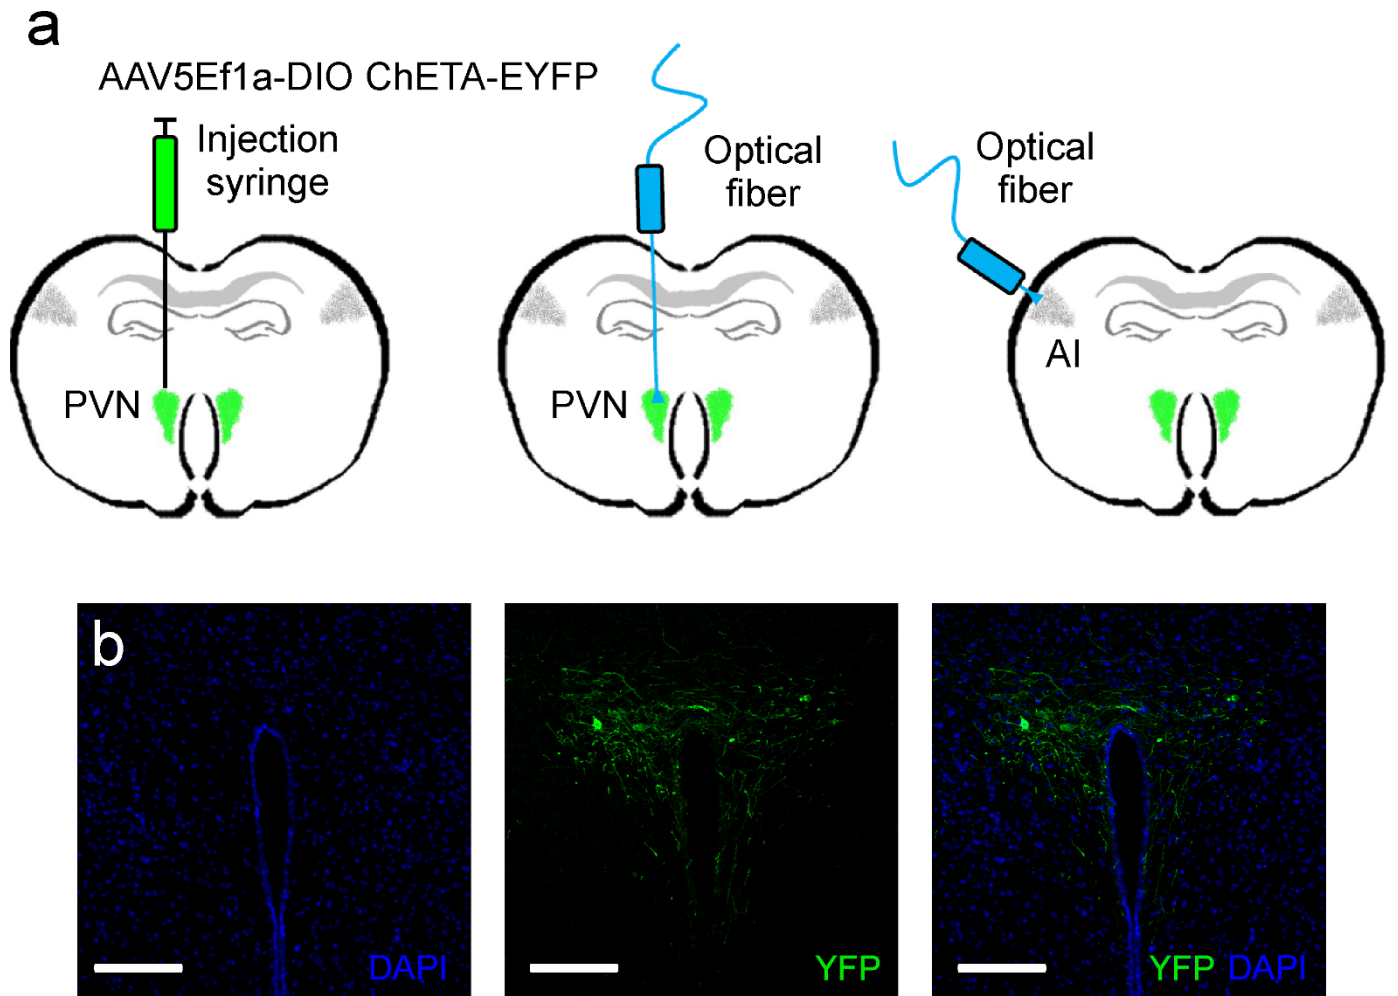 a
AAV5Ef1a-DIO ChETA-EYFP
Injection
syringe
Optical
fiber
Optical
fiber
PVN
PVN
AI
b
DAPI
YFP
YFP DAPI